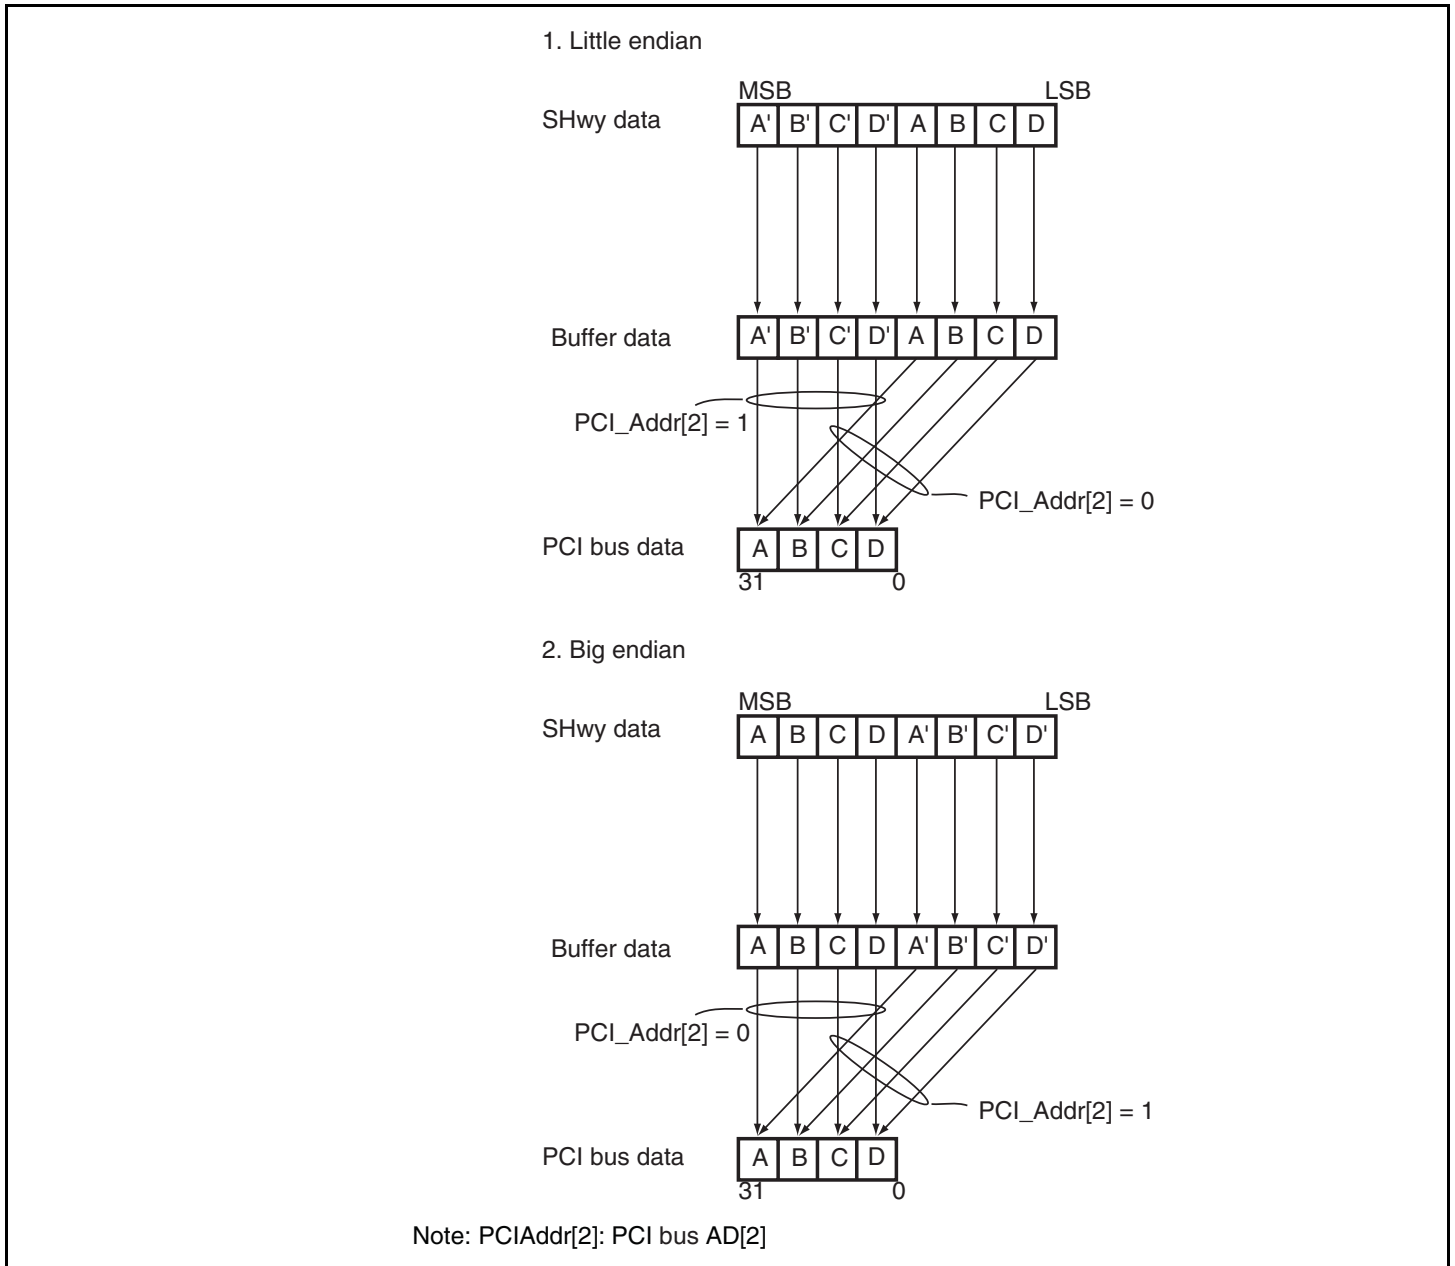 1. Little endian
MSB LSB
SHwy data A' B' C' D' A B C D
Buffer data A' B' C' D' A B C D
PCI_Addr[2] = 1
PCI_Addr[2] = 0
PCI bus data A B C D
31 0
2. Big endian
MSB LSB
SHwy data A B C D A' B' C' D'
Buffer data A B C D A' B' C' D'
PCI_Addr[2] = 0
PCI_Addr[2] = 1
PCI bus data A B C D
31 0
Note: PCIAddr[2]: PCI bus AD[2]